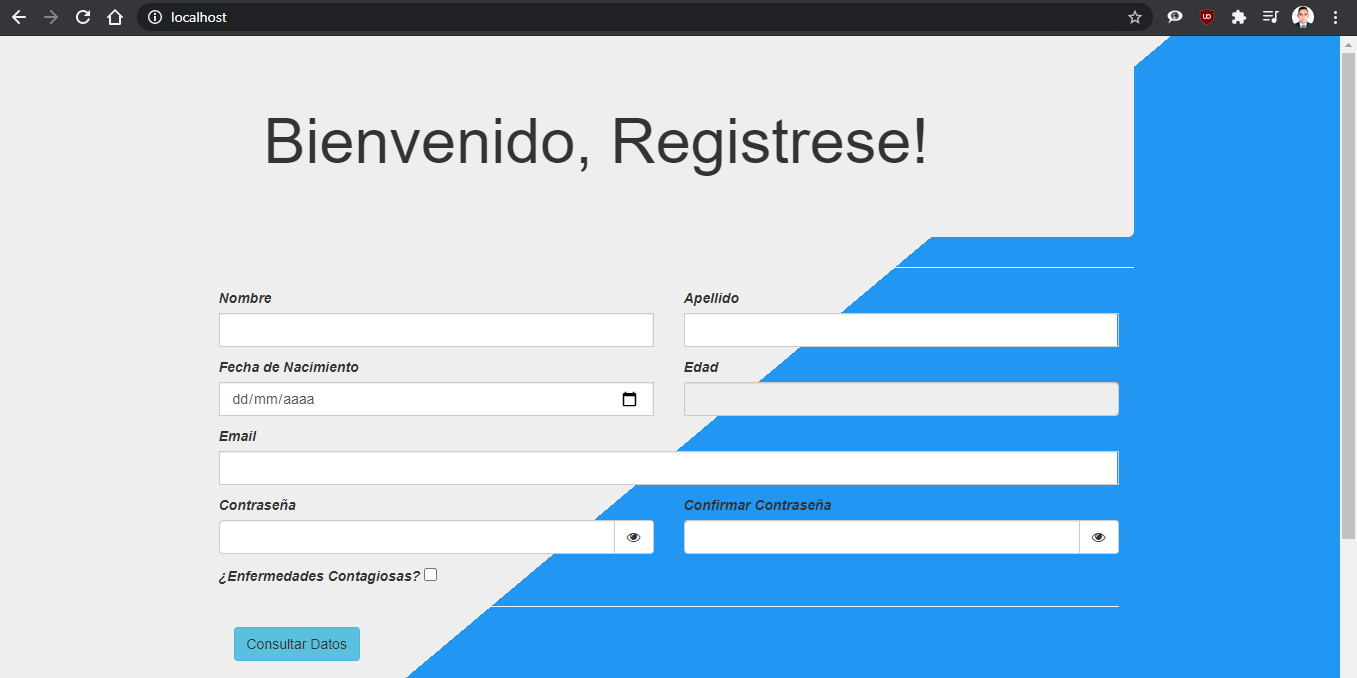 localhost
Bienvenido, Registrese!
Nombre
Apellido
Fecha de Nacimiento
Edad
dd/mm/aaaa
Email
Contraseña
Confirmar Contraseña
¿Enfermedades Contagiosas?
Consultar Datos